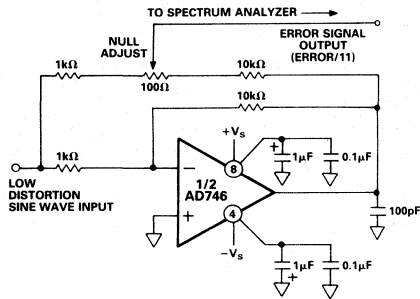 TO SPECTRUM ANALYZER
ERROR SIGNAL
OUTPUT
(ERROR/11)
NULL
ADJUST
1kΩ
100Ω
10kΩ
10kΩ
+VS
1kΩ
8
+
1μF
0.1μF
LOW
DISTORTION
SINE WAVE INPUT
−
1/2
AD746
+
4
100pF
−VS
1μF
+
0.1μF